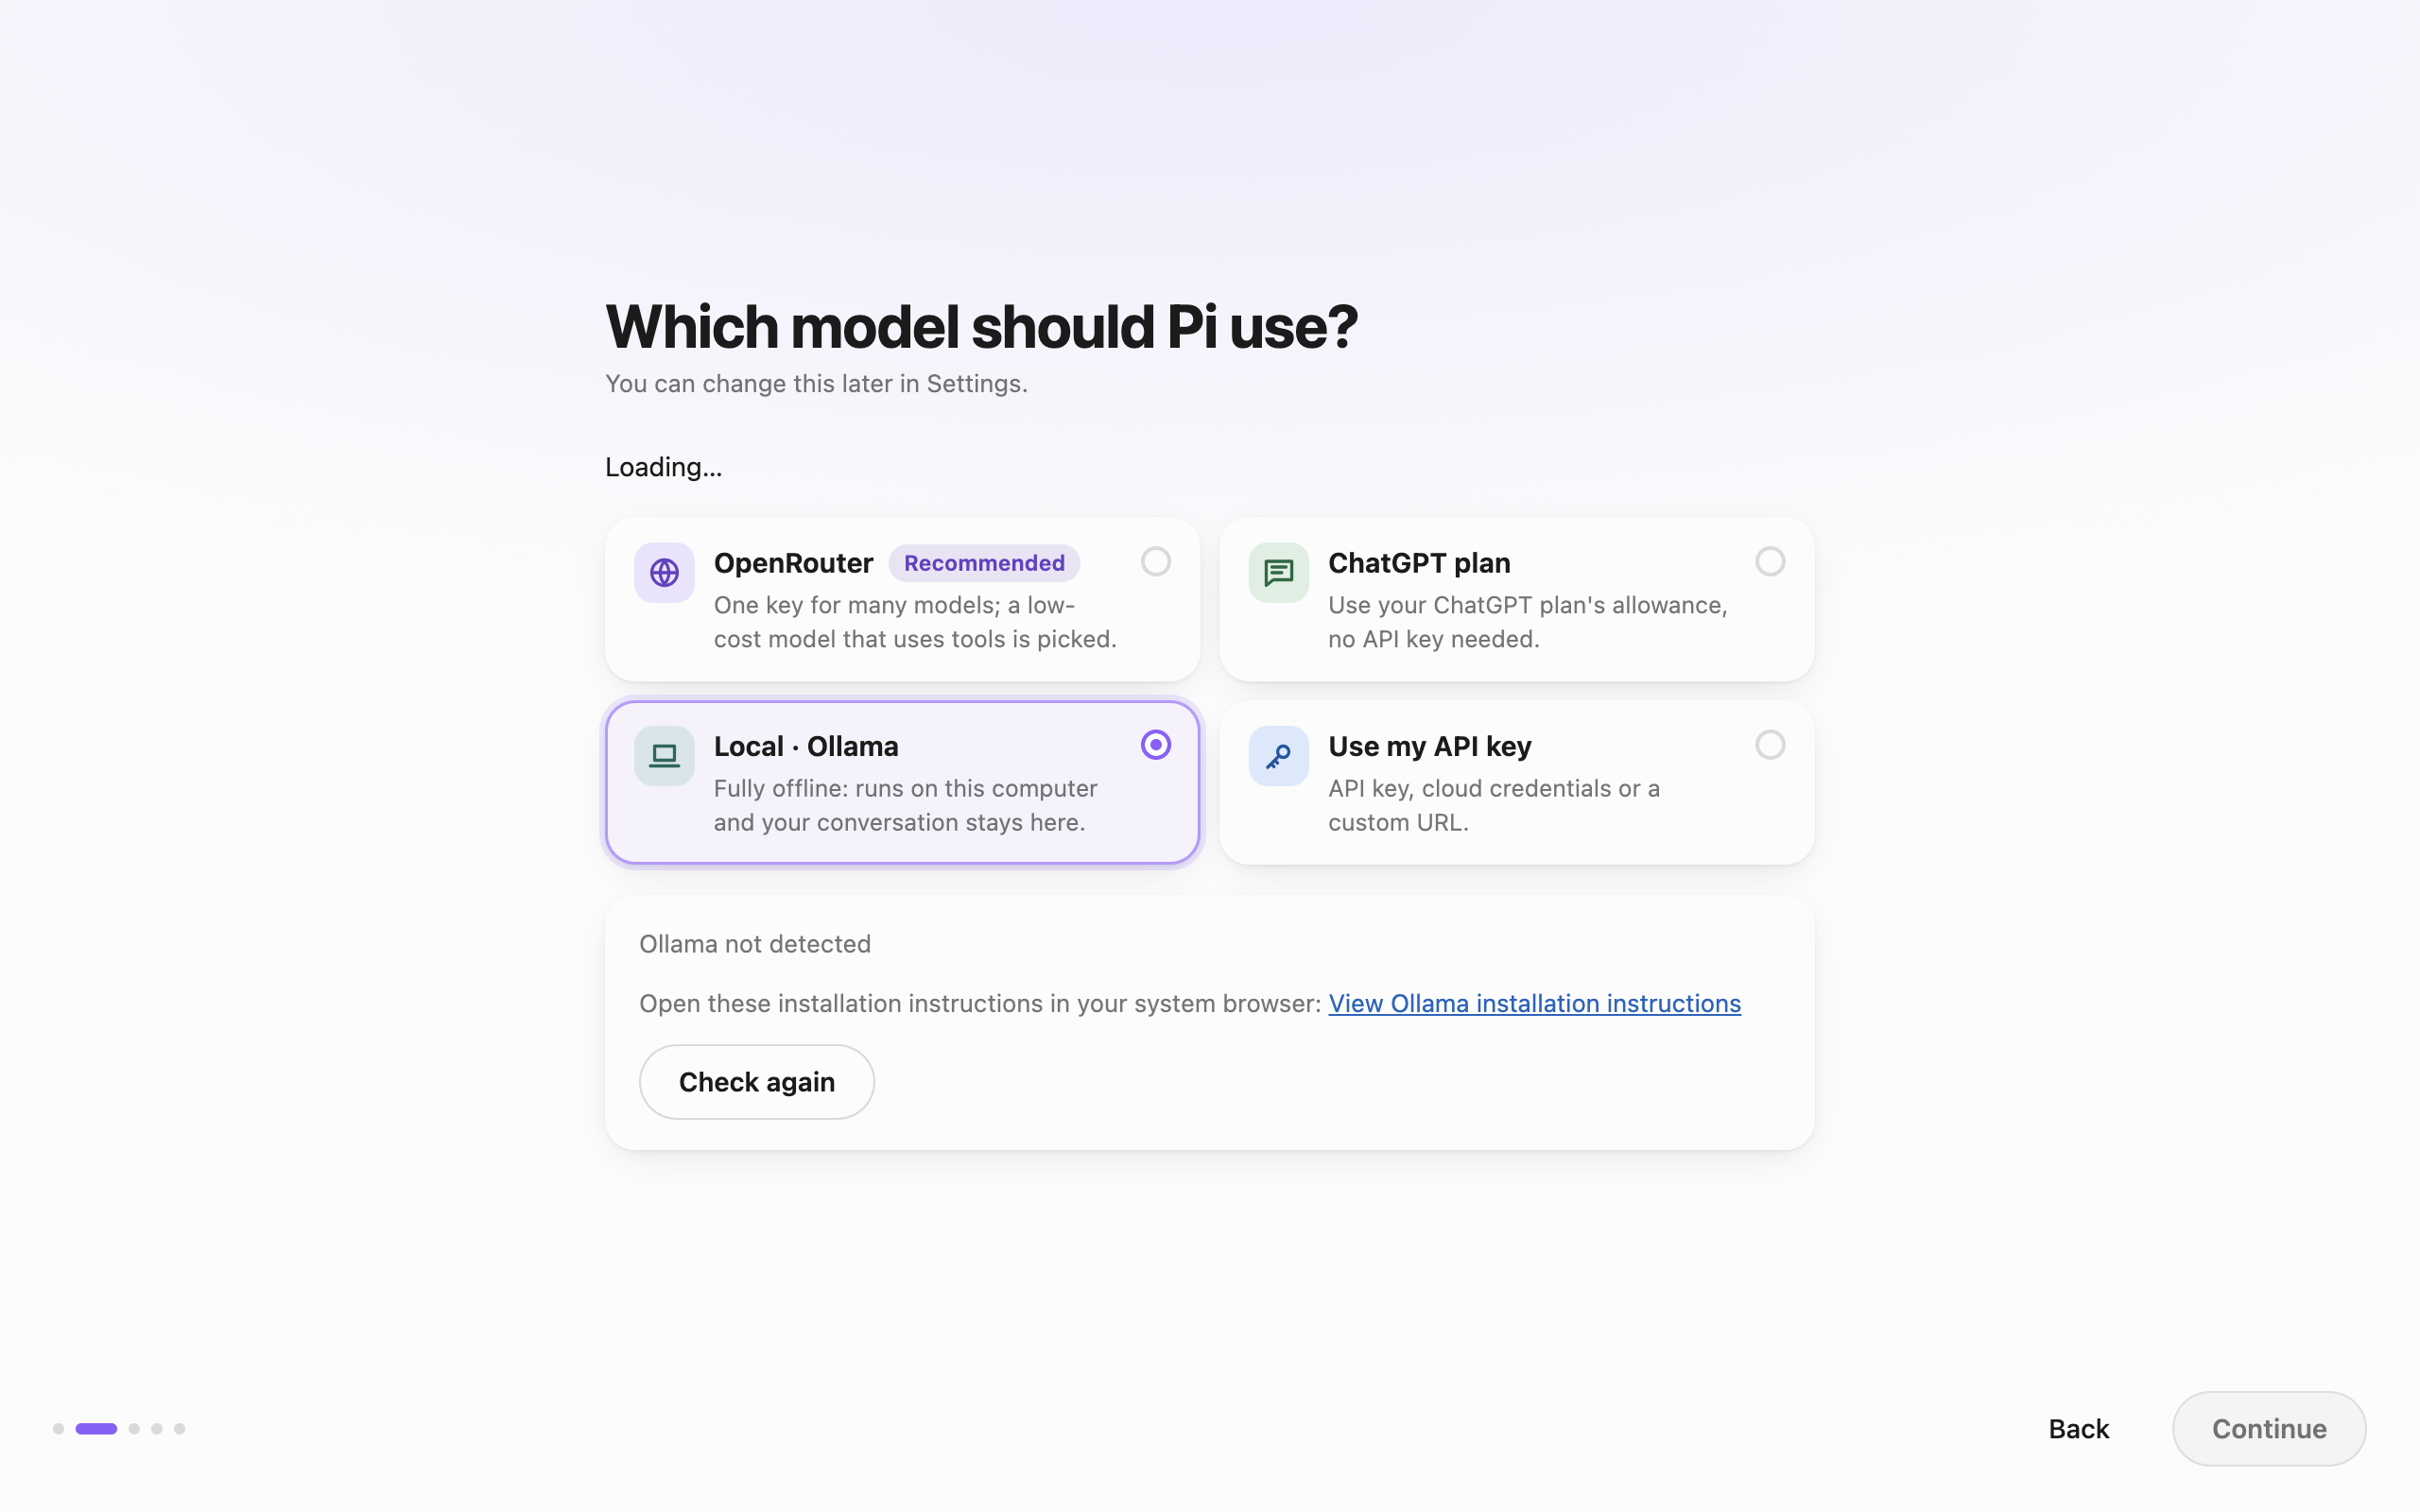 Which model should Pi use?
You can change this later in Settings.
Loading...
OpenRouter Recommended
One key for many models; a low-
cost model that uses tools is picked.
ChatGPT plan
Use your ChatGPT plan's allowance,
no API key needed.
Local · Ollama
Fully offline: runs on this computer
and your conversation stays here.
Use my API key
API key, cloud credentials or a
custom URL.
Ollama not detected
Open these installation instructions in your system browser: View Ollama installation instructions
Check again
Back
Continue